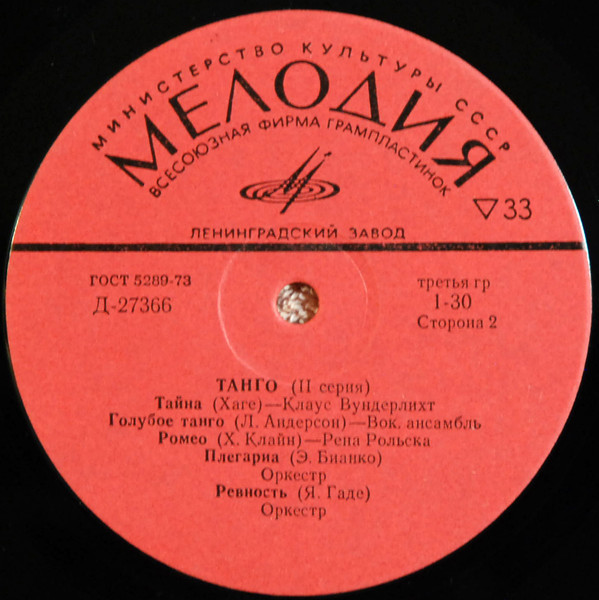 МИНИСТЕРСТВО КУЛЬТУРЫ СССР
МЕЛОДИЯ
ВСЕСОЮЗНАЯ ФИРМА ГРАМПЛАСТИНОК
▽33
ЛЕНИНГРАДСКИЙ ЗАВОД
ГОСТ 5289-73
Д-27366
третья гр
1-30
Сторона 2
ТАНГО (II серия)
Тайна (Хаге)—Клаус Вундерлихт
Голубое танго (Л. Андерсон)—Вок. ансамбль
Ромео (Х. Клайн)—Рена Рольска
Плегариа (Э. Бианко)
Оркестр
Ревность (Я. Гаде)
Оркестр